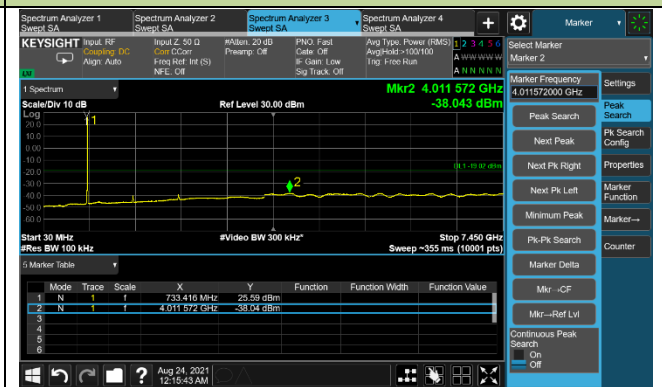 Spectrum Analyzer 1
Swept SA
Spectrum Analyzer 2
Swept SA
Spectrum Analyzer 3
Swept SA
Spectrum Analyzer 4
Swept SA
+
Marker
KEYSIGHT
Input: RF
Coupling: DC
Align: Auto
Input Z: 50 Ω
Corr CCorr
Freq Ref: Int (S)
NFE: Off
#Atten: 20 dB
Preamp: Off
PNO: Fast
Gate: Off
IF Gain: Low
Sig Track: Off
Avg Type: Power (RMS)
Avg|Hold:>100/100
Trig: Free Run
1 2 3 4 5 6
A W W W W W
A N N N N N
LXI
Select Marker
Marker 2
1 Spectrum
Scale/Div 10 dB
Log
Ref Level 30.00 dBm
Mkr2 4.011 572 GHz
-38.043 dBm
20.0
10.0
0.00
-10.0
-20.0
-30.0
-40.0
-50.0
-60.0
1
2
DL1 -19.02 dBm
Start 30 MHz
#Res BW 100 kHz
#Video BW 300 kHz*
Stop 7.450 GHz
Sweep ~355 ms (10001 pts)
5 Marker Table
Mode Trace Scale X Y Function Function Width Function Value
1 N 1 f 733.416 MHz 25.59 dBm
2 N 1 f 4.011 572 GHz -38.04 dBm
3
4
5
6
Marker Frequency
4.011572000 GHz
Peak Search
Next Peak
Next Pk Right
Next Pk Left
Minimum Peak
Pk-Pk Search
Marker Delta
Mkr→CF
Mkr→Ref Lvl
Continuous Peak
Search
On
Off
Settings
Peak
Search
Pk Search
Config
Properties
Marker
Function
Marker→
Counter
?
Aug 24, 2021
12:15:43 AM